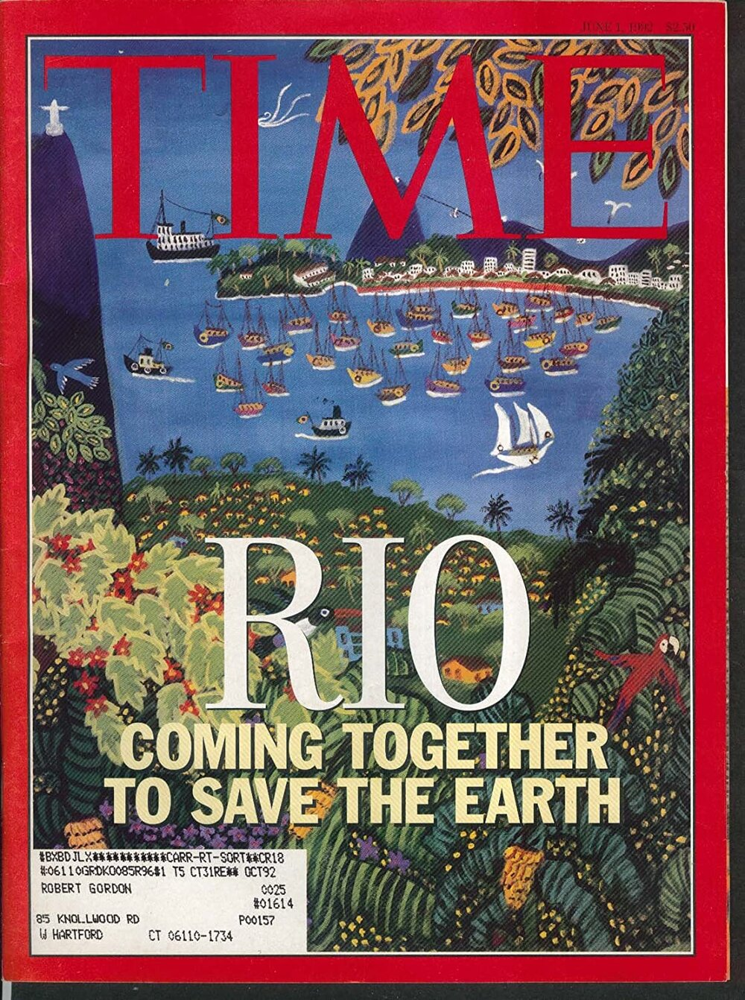 JUNE 1, 1992 $2.50
TIME
RIO
COMING TOGETHER
TO SAVE THE EARTH
#BXBDJLX**********CARR-RT-SORT**CR18
#06110GRDK0085R96#1 T5 CT31RE** OCT92
ROBERT GORDON 0025
#01614
85 KNOLLWOOD RD P00157
W HARTFORD CT 06110-1734